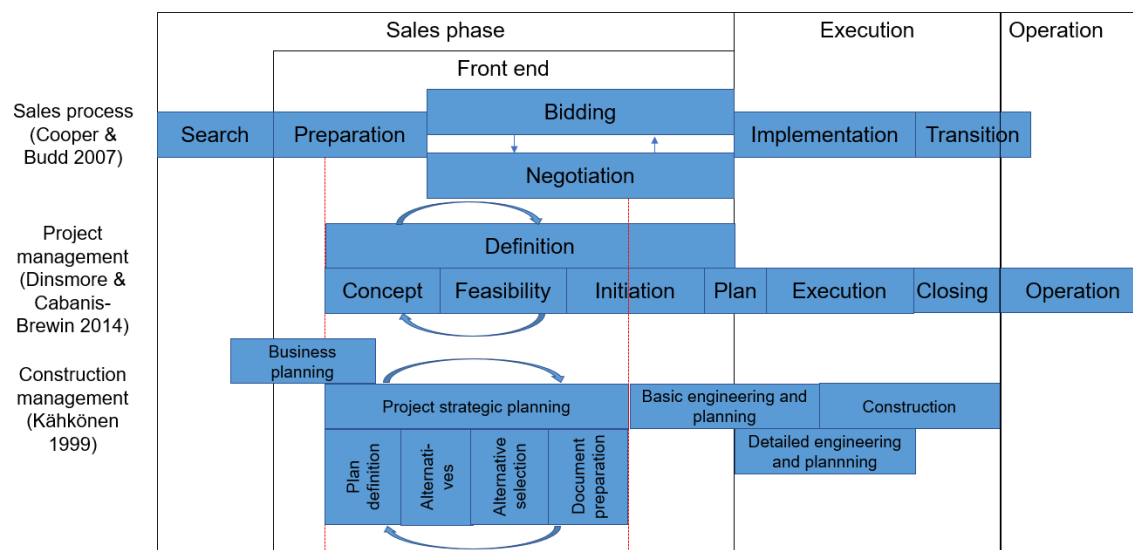 Sales phase
Execution
Operation
Front end
Sales process
(Cooper &
Budd 2007)
Search
Preparation
Bidding
Negotiation
Implementation
Transition
Project
management
(Dinsmore &
Cabanis-
Brewin 2014)
Definition
Concept
Feasibility
Initiation
Plan
Execution
Closing
Operation
Construction
management
(Kähkönen
1999)
Business
planning
Project strategic planning
Basic engineering and
planning
Construction
Detailed engineering
and plannning
Plan
definition
Alternati-
ves
Alternative
selection
Document
preparation